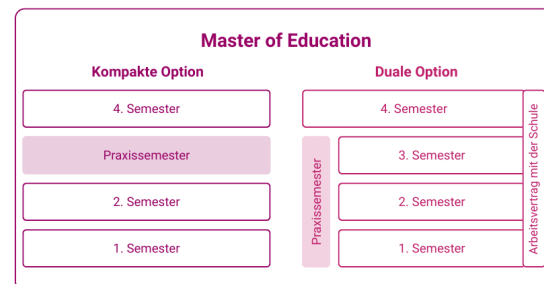 Master of Education
Kompakte Option
4. Semester
Praxissemester
2. Semester
1. Semester
Duale Option
4. Semester
Praxissemester
3. Semester
2. Semester
1. Semester
Arbeitsvertrag mit der Schule